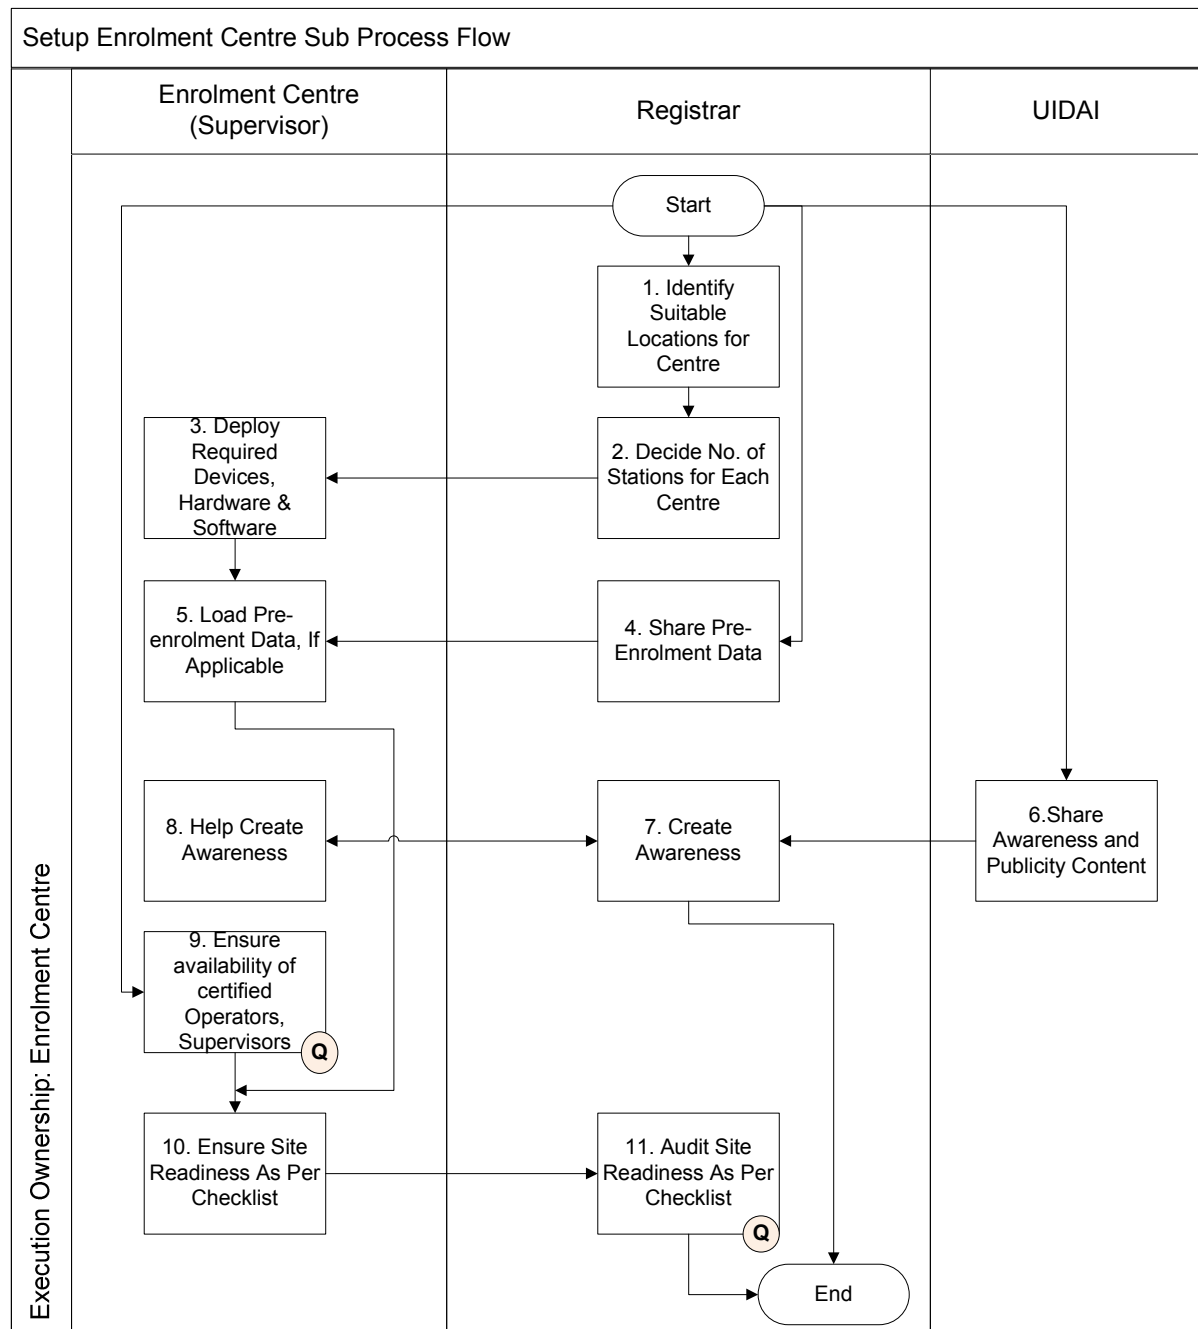 Setup Enrolment Centre Sub Process Flow
Enrolment Centre
(Supervisor)
Registrar
UIDAI
Execution Ownership: Enrolment Centre
Start
1. Identify
Suitable
Locations for
Centre
2. Decide No. of
Stations for Each
Centre
3. Deploy
Required
Devices,
Hardware &
Software
4. Share Pre-
Enrolment Data
5. Load Pre-
enrolment Data, If
Applicable
6.Share
Awareness and
Publicity Content
7. Create
Awareness
8. Help Create
Awareness
9. Ensure
availability of
certified
Operators,
Supervisors
Q
10. Ensure Site
Readiness As Per
Checklist
11. Audit Site
Readiness As Per
Checklist
Q
End